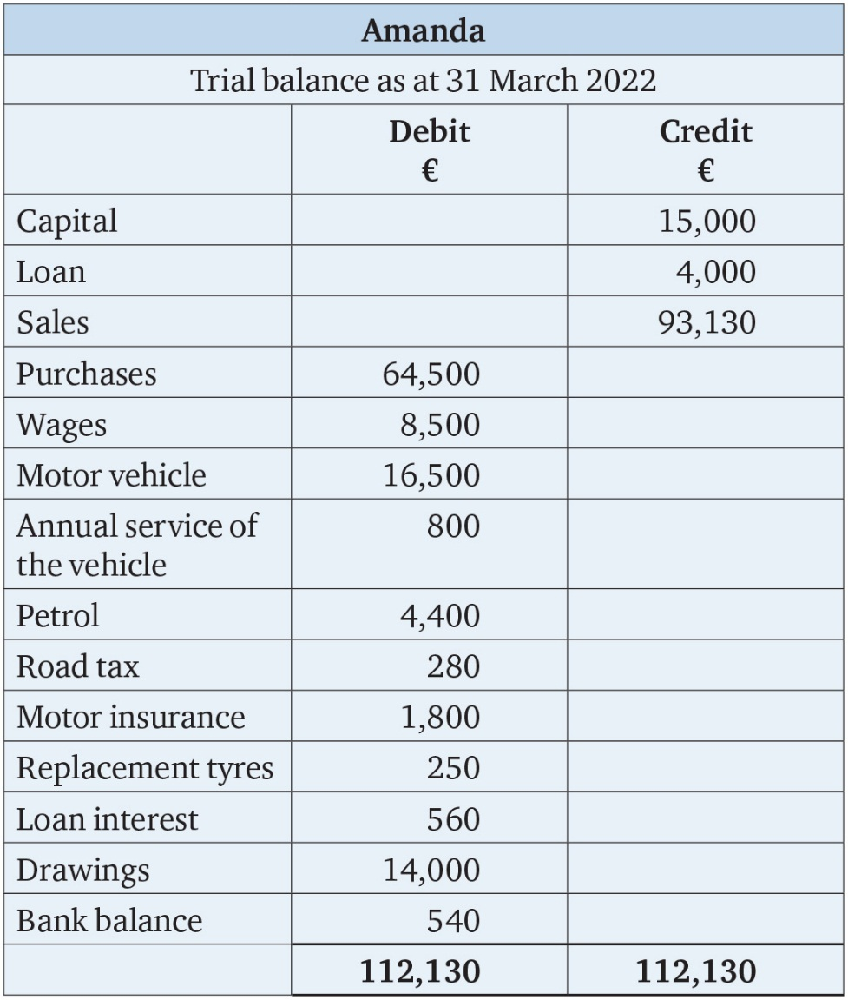 Amanda
Trial balance as at 31 March 2022
Debit Credit
€ €
Capital 15,000
Loan 4,000
Sales 93,130
Purchases 64,500
Wages 8,500
Motor vehicle 16,500
Annual service of 800
the vehicle
Petrol 4,400
Road tax 280
Motor insurance 1,800
Replacement tyres 250
Loan interest 560
Drawings 14,000
Bank balance 540
112,130 112,130